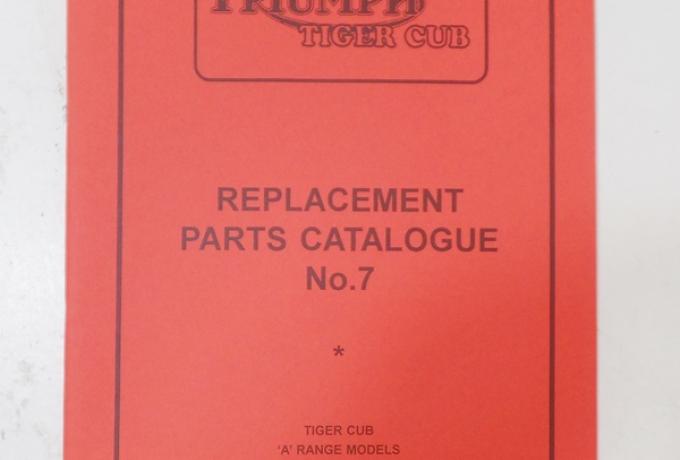 TRIUMPH
TIGER CUB
REPLACEMENT
PARTS CATALOGUE
No.7
*
TIGER CUB
‘A’ RANGE MODELS